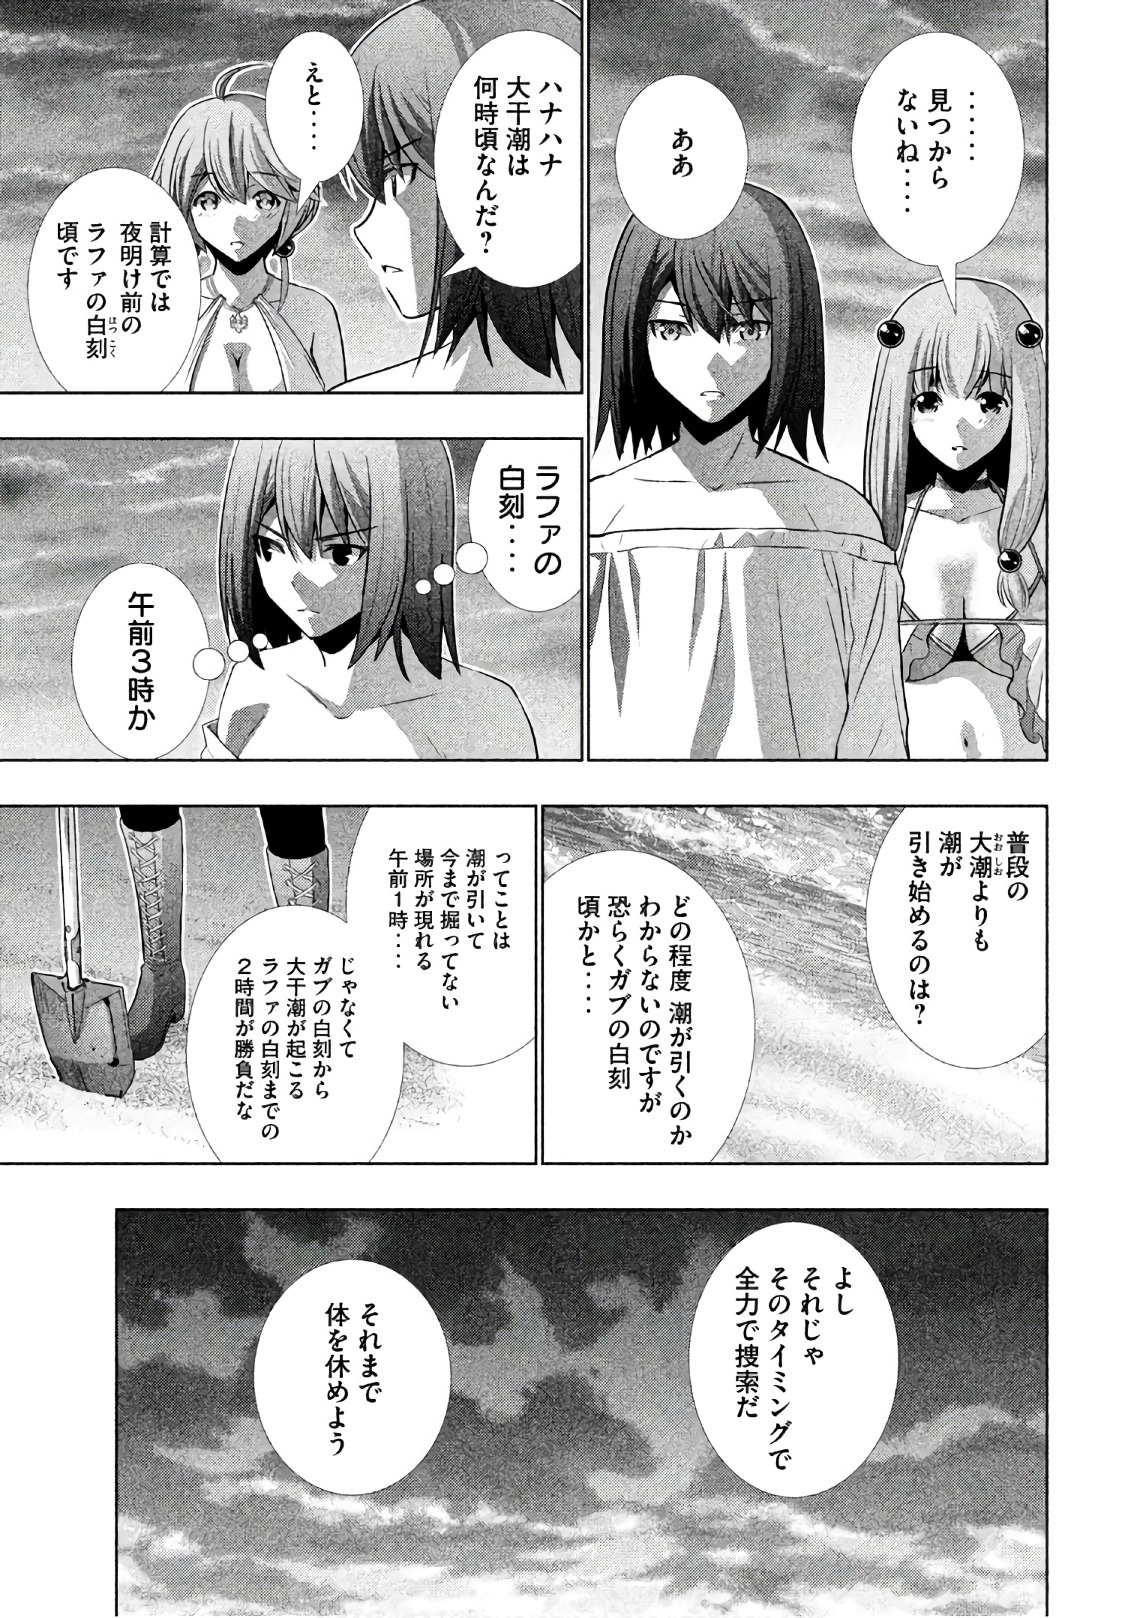 ‥‥‥
見つから
ないね‥‥
ああ
ハナハナ
大干潮は
何時頃なんだ?
えと‥‥
計算では
夜明け前の
ラファの白刻
はっこく
頃です
ラファの
白刻‥‥
午前3時か
普段の
大潮よりも
おおしお
潮が
引き始めるのは?
どの程度 潮が引くのか
わからないのですが
恐らくガブの白刻
頃かと‥‥
ってことは
潮が引いて
今まで掘ってない
場所が現れる
午前1時‥‥
じゃなくて
ガブの白刻から
大干潮が起こる
ラファの白刻までの
2時間が勝負だな
よし
それじゃ
そのタイミングで
全力で捜索だ
それまで
体を休めよう